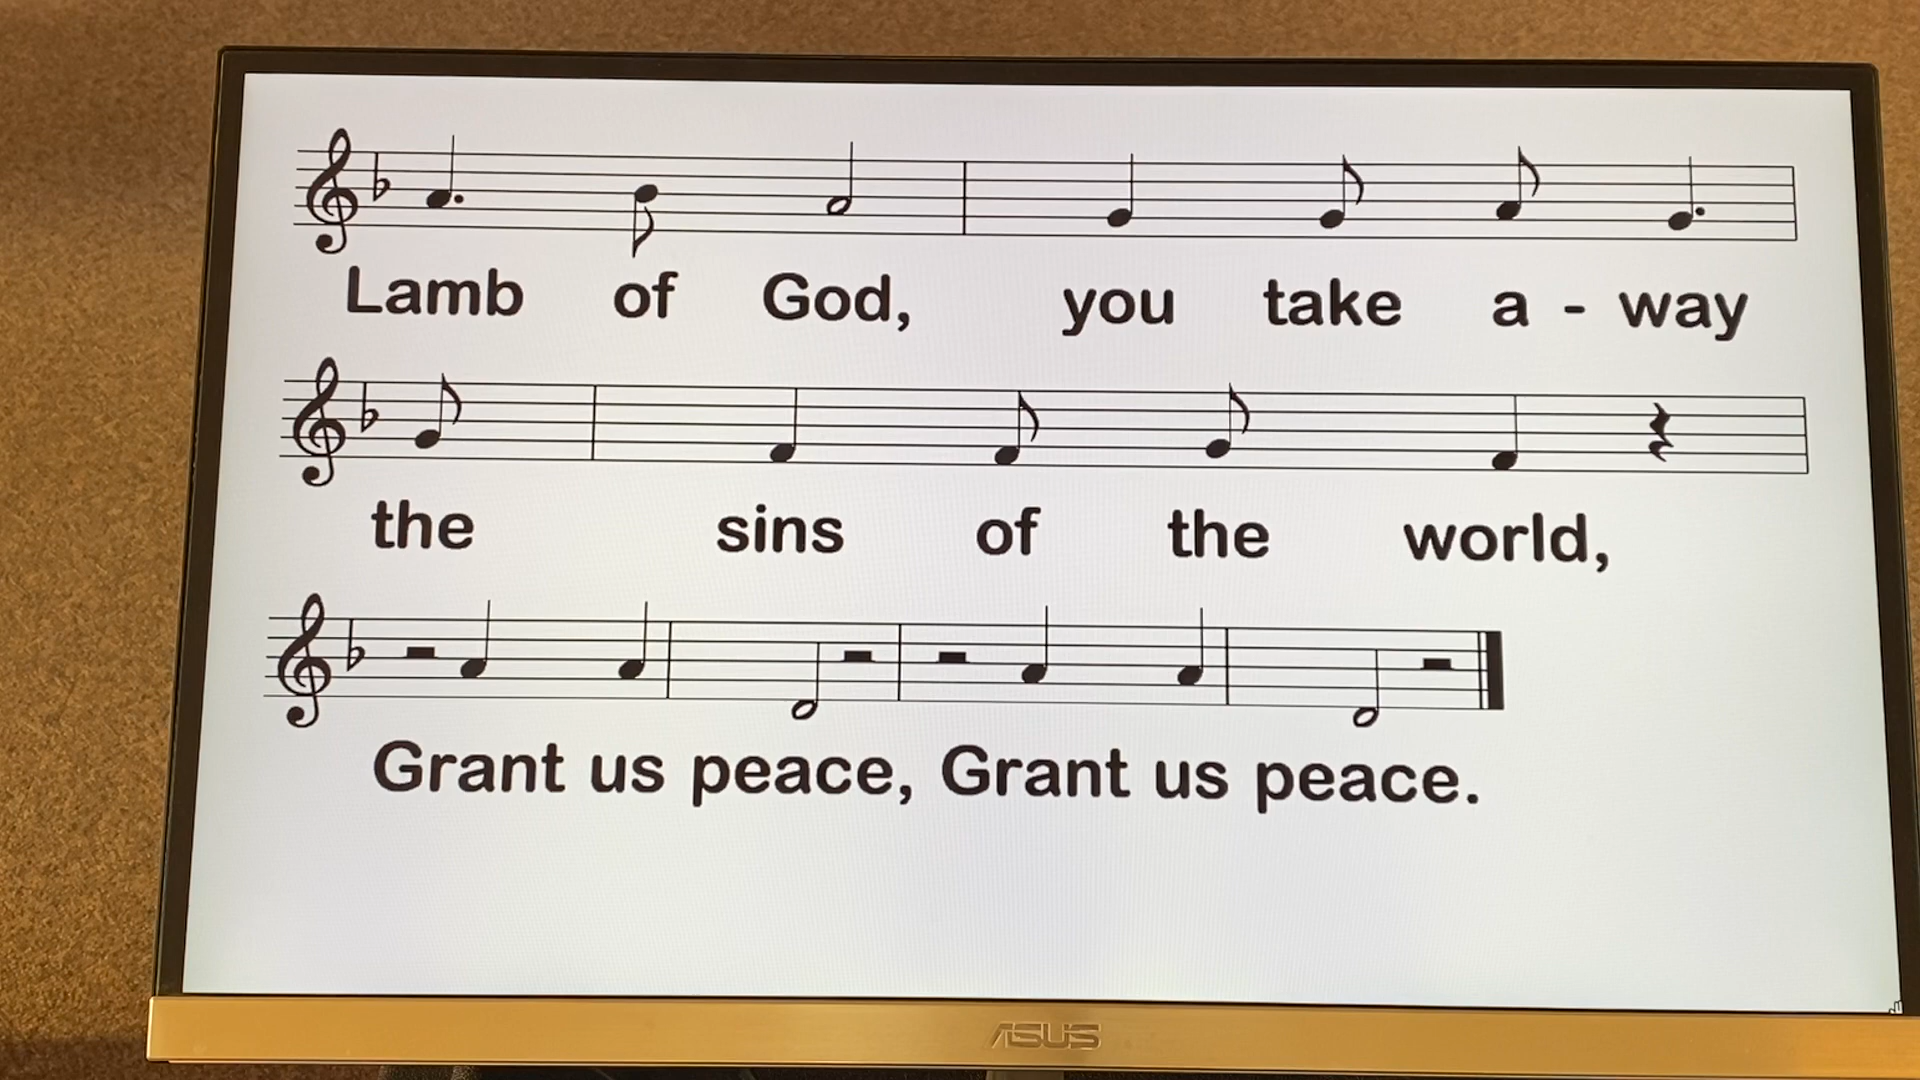 Lamb of God, you take a - way
the sins of the world,
Grant us peace, Grant us peace.
ASUS